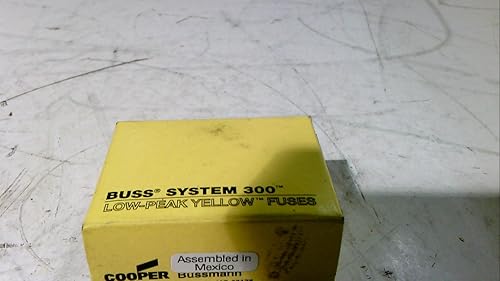 BUSS® SYSTEM 300™
LOW-PEAK YELLOW™ FUSES
Assembled in
Mexico
COOPER Bussmann